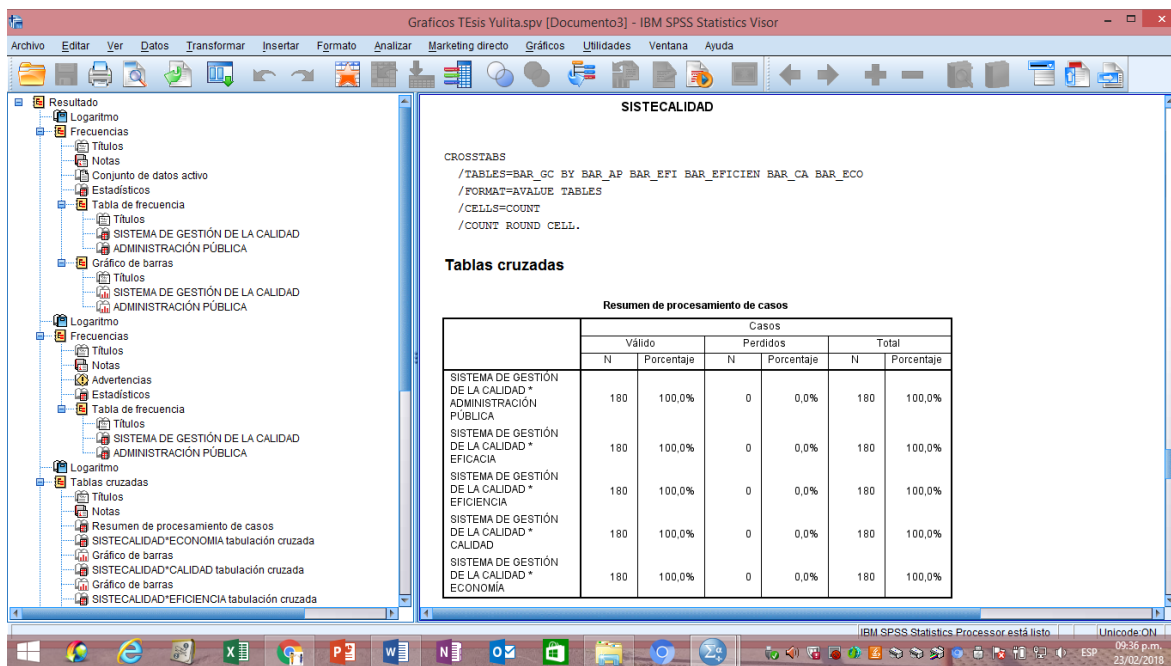 Graficos TEsis Yulita.spv [Documento3] - IBM SPSS Statistics Visor
Archivo Editar Ver Datos Transformar Insertar Formato Analizar Marketing directo Gráficos Utilidades Ventana Ayuda
Resultado
Logaritmo
Frecuencias
Títulos
Notas
Conjunto de datos activo
Estadísticos
Tabla de frecuencia
Títulos
SISTEMA DE GESTIÓN DE LA CALIDAD
ADMINISTRACIÓN PÚBLICA
Gráfico de barras
Títulos
SISTEMA DE GESTIÓN DE LA CALIDAD
ADMINISTRACIÓN PÚBLICA
Logaritmo
Frecuencias
Títulos
Notas
Advertencias
Estadísticos
Tabla de frecuencia
Títulos
SISTEMA DE GESTIÓN DE LA CALIDAD
ADMINISTRACIÓN PÚBLICA
Logaritmo
Tablas cruzadas
Títulos
Notas
Resumen de procesamiento de casos
SISTECALIDAD*ECONOMIA tabulación cruzada
Gráfico de barras
SISTECALIDAD*CALIDAD tabulación cruzada
Gráfico de barras
SISTECALIDAD*EFICIENCIA tabulación cruzada
SISTECALIDAD
CROSSTABS
/TABLES=BAR_GC BY BAR_AP BAR_EFI BAR_EFICIEN BAR_CA BAR_ECO
/FORMAT=AVALUE TABLES
/CELLS=COUNT
/COUNT ROUND CELL.
Tablas cruzadas
Resumen de procesamiento de casos
Casos
Válido Perdidos Total
N Porcentaje N Porcentaje N Porcentaje
SISTEMA DE GESTIÓN
DE LA CALIDAD *
ADMINISTRACIÓN
PÚBLICA
180 100,0% 0 0,0% 180 100,0%
SISTEMA DE GESTIÓN
DE LA CALIDAD *
EFICACIA
180 100,0% 0 0,0% 180 100,0%
SISTEMA DE GESTIÓN
DE LA CALIDAD *
EFICIENCIA
180 100,0% 0 0,0% 180 100,0%
SISTEMA DE GESTIÓN
DE LA CALIDAD *
CALIDAD
180 100,0% 0 0,0% 180 100,0%
SISTEMA DE GESTIÓN
DE LA CALIDAD *
ECONOMÍA
180 100,0% 0 0,0% 180 100,0%
IBM SPSS Statistics Processor está listo Unicode:ON
ESP
09:36 p.m.
23/02/2018